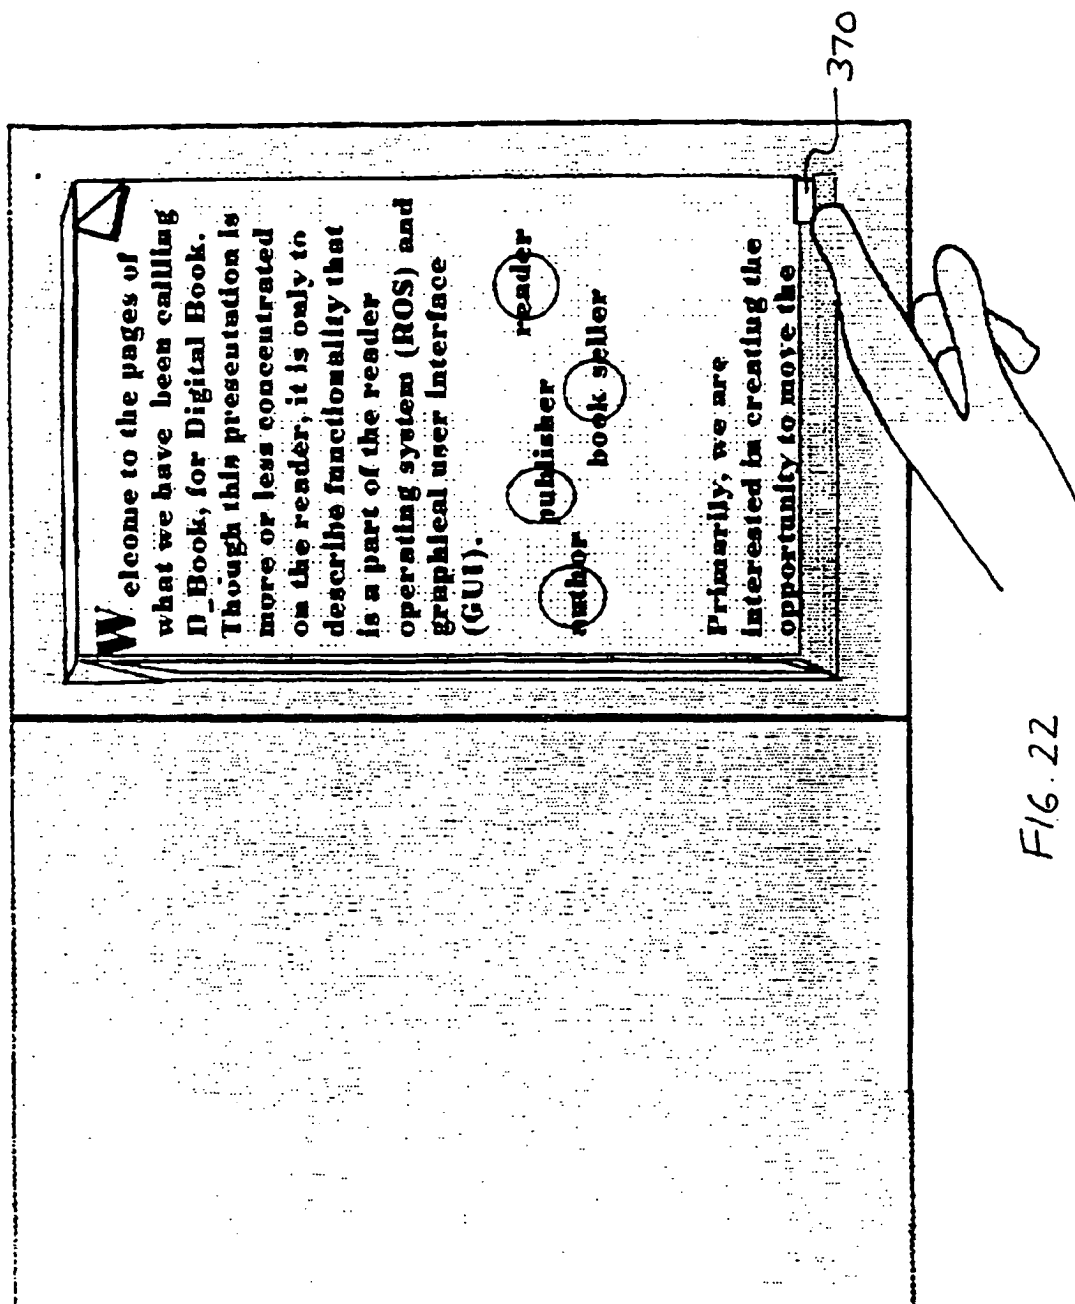 Welcome to the pages of
what we have been callling
D_Book, for Digital Book.
Though this presentation is
more or less concentrated
on the reader, it is only to
describe functionality that
is a part of the reader
operating system (ROS) and
graphical user interface
(GUI).
author
publisher
book seller
reader
Primarily, we are
interested in creating the
opportunity to move the
370
FIG. 22